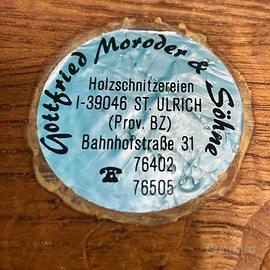 Gottfried Moroder & Söhne
Holzschnitzereien
I-39046 ST. ULRICH
(Prov. BZ)
Bahnhofstraße 31
☎ 76402
76505